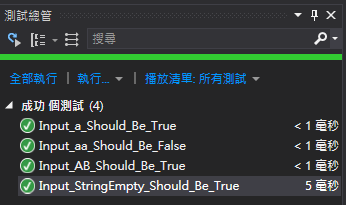 測試總管
搜尋
全部執行 | 執行... | 播放清單: 所有測試
成功 個測試 (4)
Input_a_Should_Be_True < 1 毫秒
Input_aa_Should_Be_False < 1 毫秒
Input_AB_Should_Be_True < 1 毫秒
Input_StringEmpty_Should_Be_True 5 毫秒